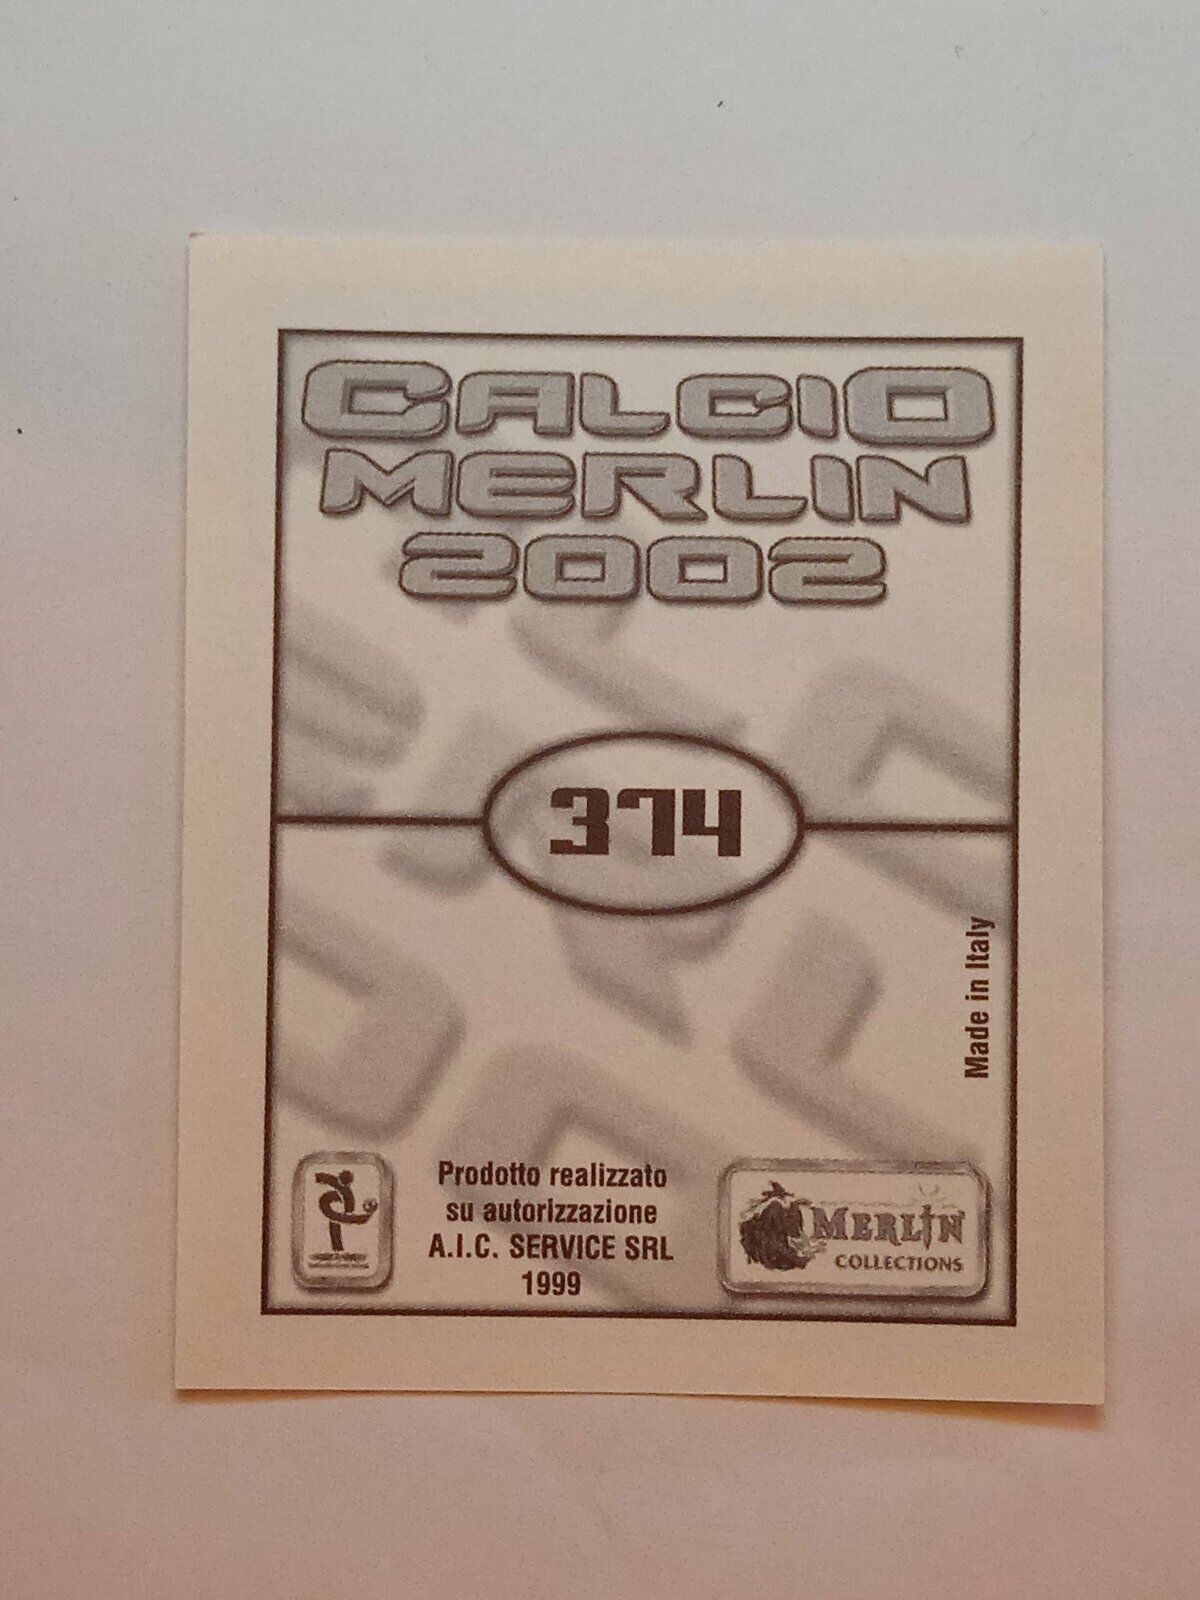 CALCIO
MERLIN
2002
374
Made in Italy
Prodotto realizzato
su autorizzazione
A.I.C. SERVICE SRL
1999
MERLIN
COLLECTIONS